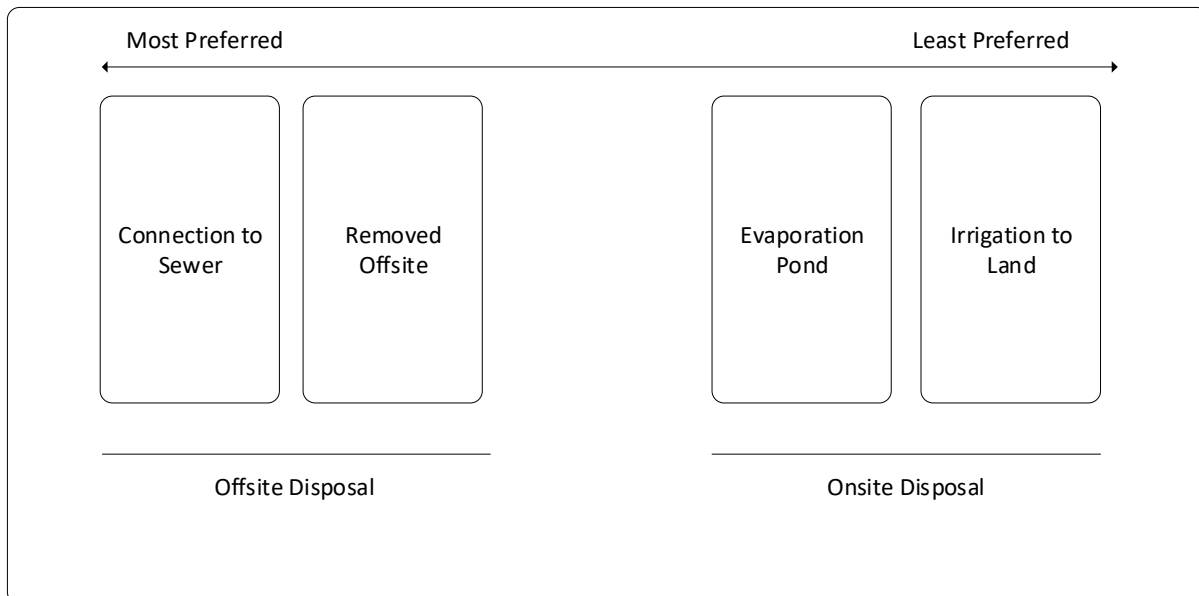 Most Preferred
Least Preferred
Connection to
Sewer
Removed
Offsite
Evaporation
Pond
Irrigation to
Land
Offsite Disposal
Onsite Disposal